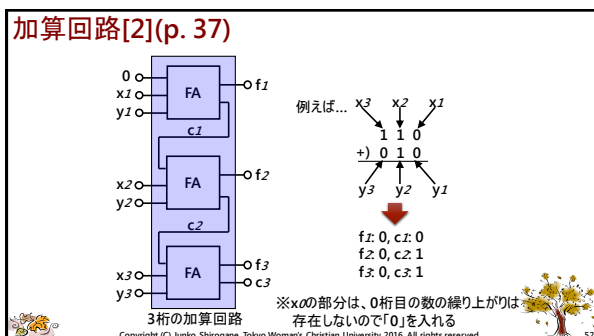 加算回路[2](p. 37)
0
x1
y1
FA
f1
c1
x2
y2
FA
f2
c2
x3
y3
FA
f3
c3
3桁の加算回路
例えば... x3 x2 x1
1 1 0
+) 0 1 0
y3 y2 y1
f1: 0, c1: 0
f2: 0, c2: 1
f3: 0, c3: 1
※x0の部分は、0桁目の数の繰り上がりは
存在しないので「0」を入れる
Copyright (C) Junko Shirogane, Tokyo Woman's Christian University 2016, All rights reserved.
52